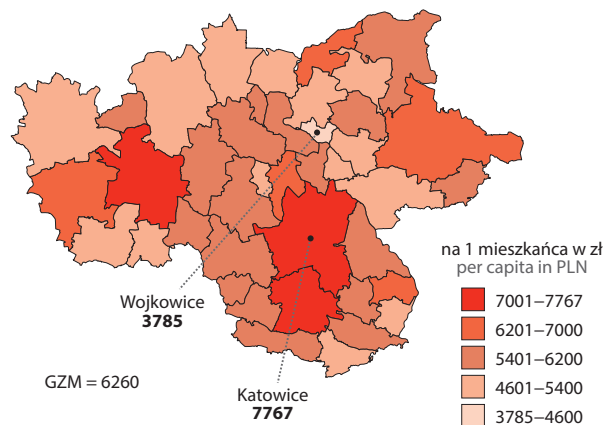 na 1 mieszkańca w zł
per capita in PLN
7001–7767
6201–7000
5401–6200
4601–5400
3785–4600
Wojkowice
3785
GZM = 6260
Katowice
7767